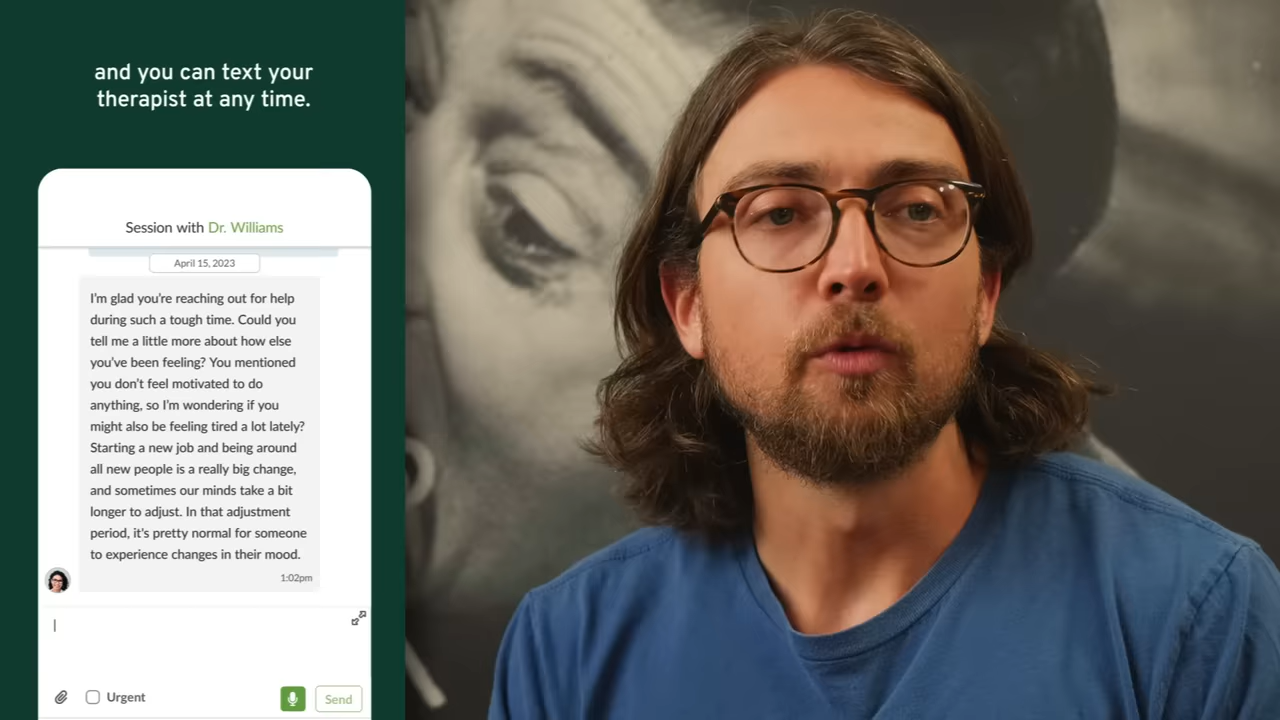 and you can text your
therapist at any time.
Session with Dr. Williams
April 15, 2023
I'm glad you're reaching out for help
during such a tough time. Could you
tell me a little more about how else
you've been feeling? You mentioned
you don't feel motivated to do
anything, so I'm wondering if you
might also be feeling tired a lot lately?
Starting a new job and being around
all new people is a really big change,
and sometimes our minds take a bit
longer to adjust. In that adjustment
period, it's pretty normal for someone
to experience changes in their mood.
1:02pm
Urgent
Send